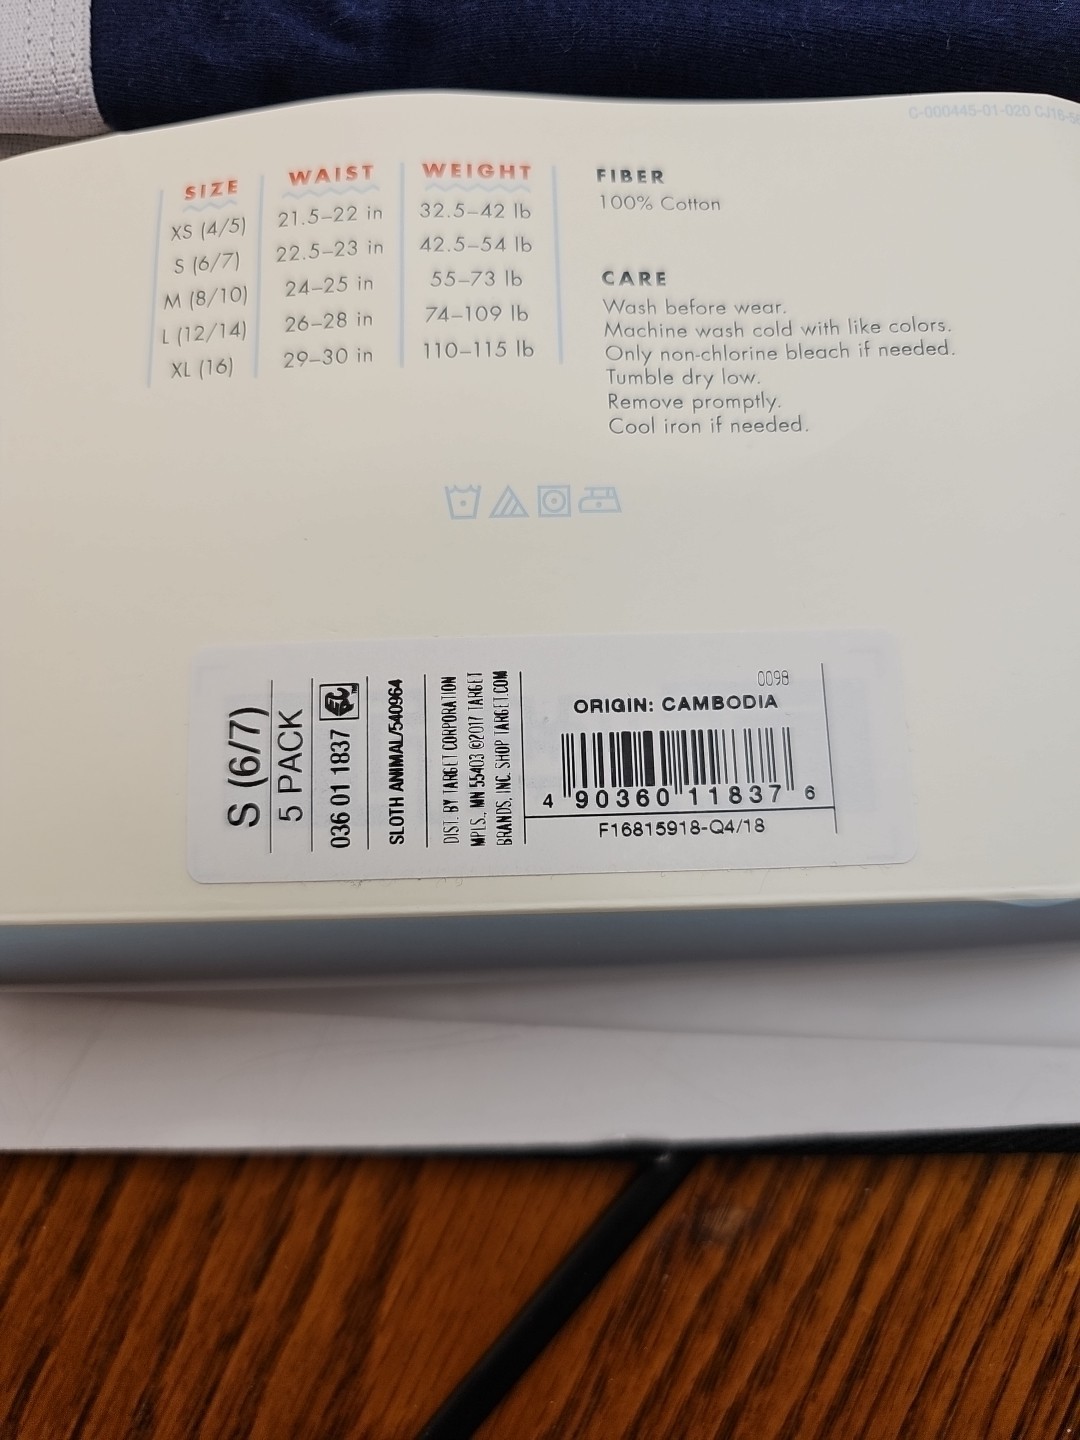 C-000445-01-020 CJ16-56
SIZE WAIST WEIGHT
XS (4/5) 21.5–22 in 32.5–42 lb
S (6/7) 22.5–23 in 42.5–54 lb
M (8/10) 24–25 in 55–73 lb
L (12/14) 26–28 in 74–109 lb
XL (16) 29–30 in 110–115 lb
FIBER
100% Cotton
CARE
Wash before wear.
Machine wash cold with like colors.
Only non-chlorine bleach if needed.
Tumble dry low.
Remove promptly.
Cool iron if needed.
S (6/7)
5 PACK
036 01 1837
SLOTH ANIMAL/540964
DIST. BY TARGET CORPORATION
MPLS., MN 55403 ©2017 TARGET
BRANDS, INC. SHOP TARGET.COM
0098
ORIGIN: CAMBODIA
4 90360 11837 6
F16815918-Q4/18